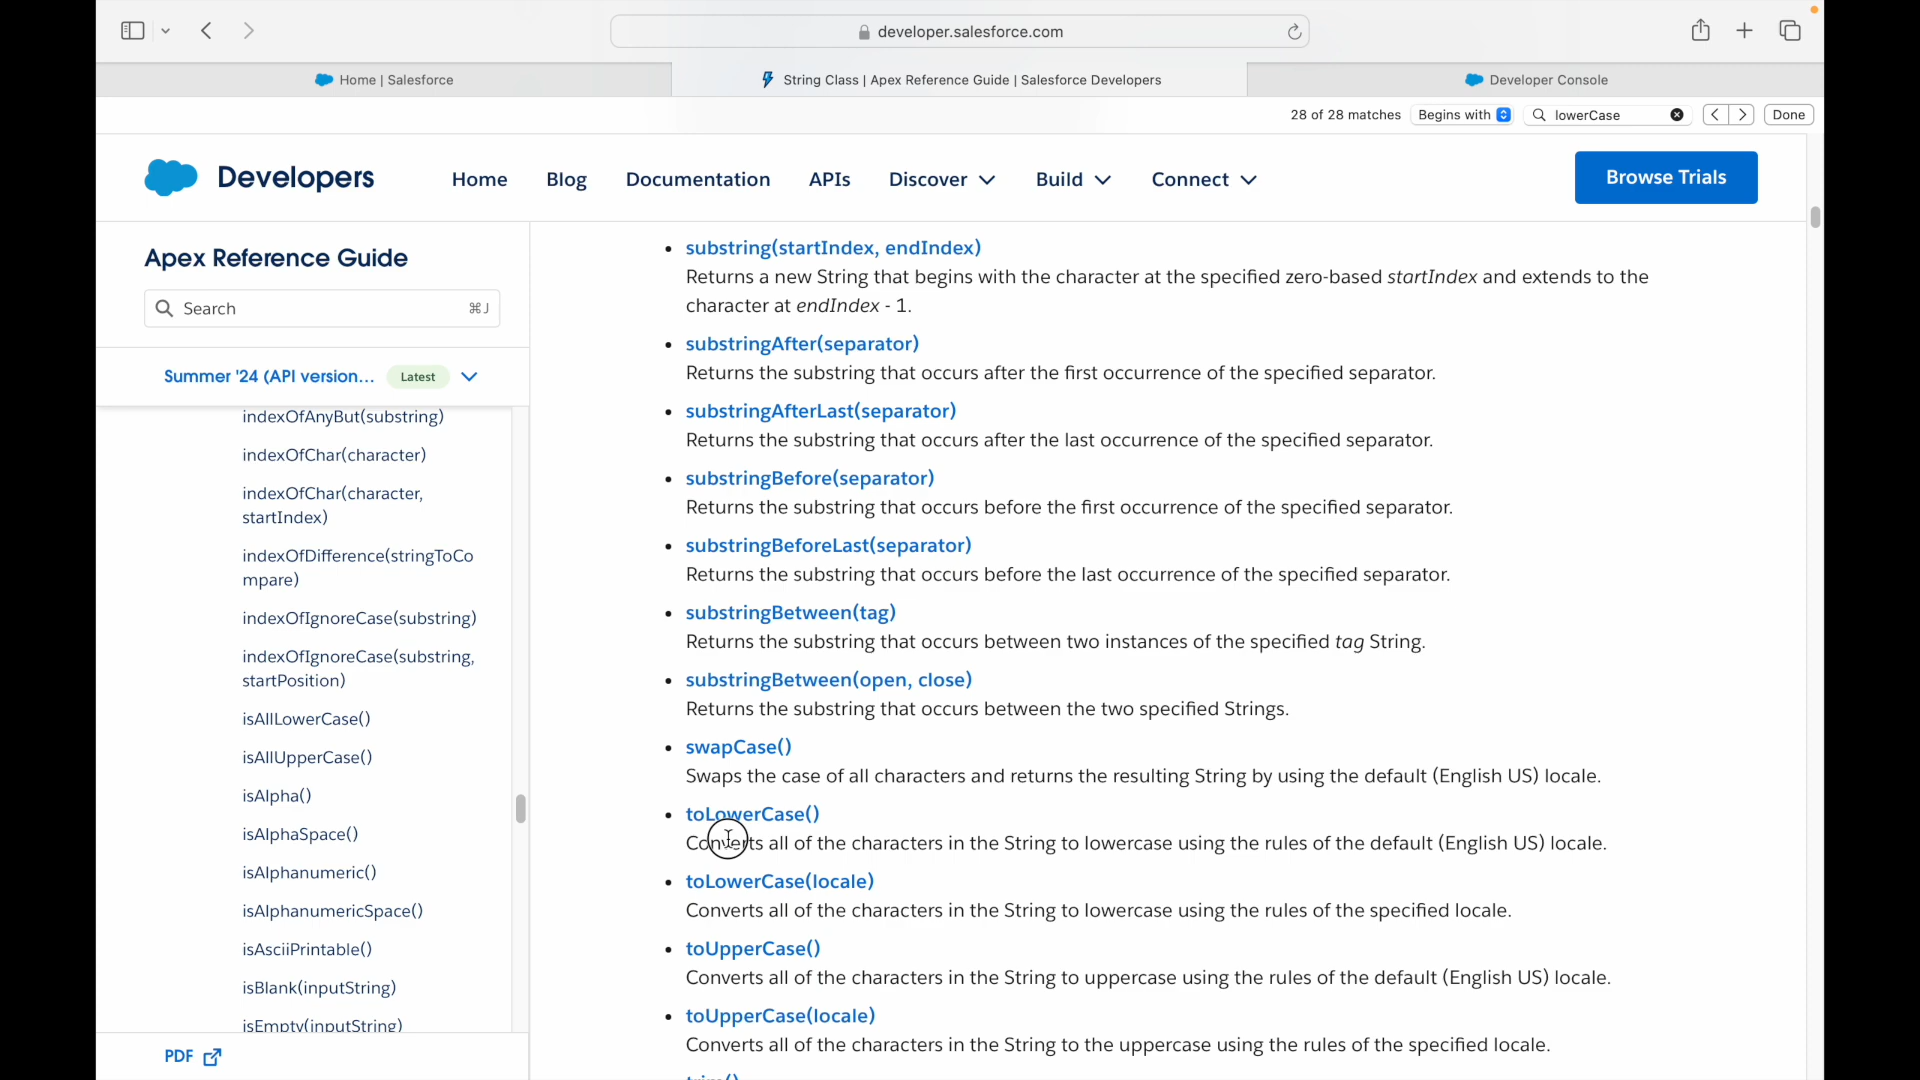 developer.salesforce.com
Home | Salesforce
String Class | Apex Reference Guide | Salesforce Developers
Developer Console
28 of 28 matches
Begins with
lowerCase
Done
Developers
Home
Blog
Documentation
APIs
Discover
Build
Connect
Browse Trials
Apex Reference Guide
Search
⌘J
Summer '24 (API version...
Latest
indexOfAnyBut(substring)
indexOfChar(character)
indexOfChar(character,
startIndex)
indexOfDifference(stringToCo
mpare)
indexOfIgnoreCase(substring)
indexOfIgnoreCase(substring,
startPosition)
isAllLowerCase()
isAllUpperCase()
isAlpha()
isAlphaSpace()
isAlphanumeric()
isAlphanumericSpace()
isAsciiPrintable()
isBlank(inputString)
isEmpty(inputString)
PDF
• substring(startIndex, endIndex)
Returns a new String that begins with the character at the specified zero-based startIndex and extends to the
character at endIndex - 1.
• substringAfter(separator)
Returns the substring that occurs after the first occurrence of the specified separator.
• substringAfterLast(separator)
Returns the substring that occurs after the last occurrence of the specified separator.
• substringBefore(separator)
Returns the substring that occurs before the first occurrence of the specified separator.
• substringBeforeLast(separator)
Returns the substring that occurs before the last occurrence of the specified separator.
• substringBetween(tag)
Returns the substring that occurs between two instances of the specified tag String.
• substringBetween(open, close)
Returns the substring that occurs between the two specified Strings.
• swapCase()
Swaps the case of all characters and returns the resulting String by using the default (English US) locale.
• toLowerCase()
Converts all of the characters in the String to lowercase using the rules of the default (English US) locale.
• toLowerCase(locale)
Converts all of the characters in the String to lowercase using the rules of the specified locale.
• toUpperCase()
Converts all of the characters in the String to uppercase using the rules of the default (English US) locale.
• toUpperCase(locale)
Converts all of the characters in the String to the uppercase using the rules of the specified locale.
trim()